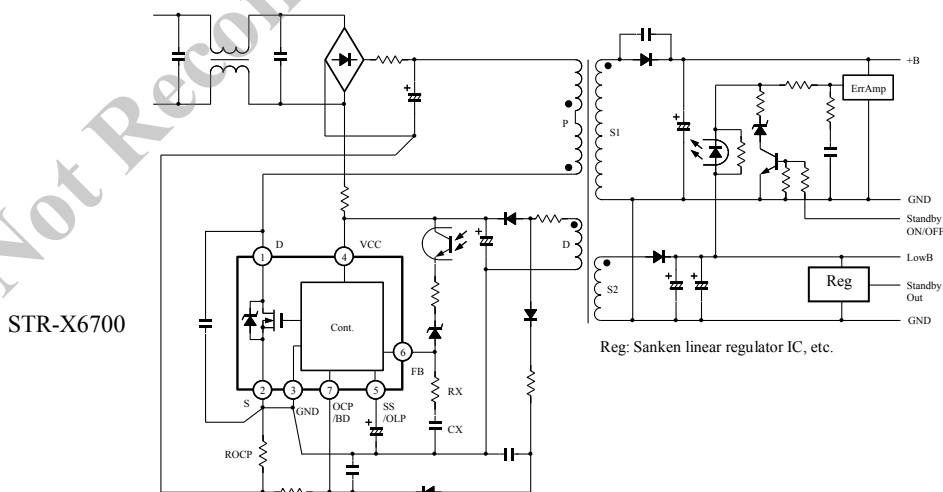 Not Recom
+B
ErrAmp
P
S1
GND
Standby
ON/OFF
D
VCC
D
1
4
LowB
S2
Reg
Standby
Out
STR-X6700
Cont.
GND
6
Reg: Sanken linear regulator IC, etc.
FB
2
3
7
5
S
GND
OCP
/BD
SS
/OLP
RX
CX
ROCP